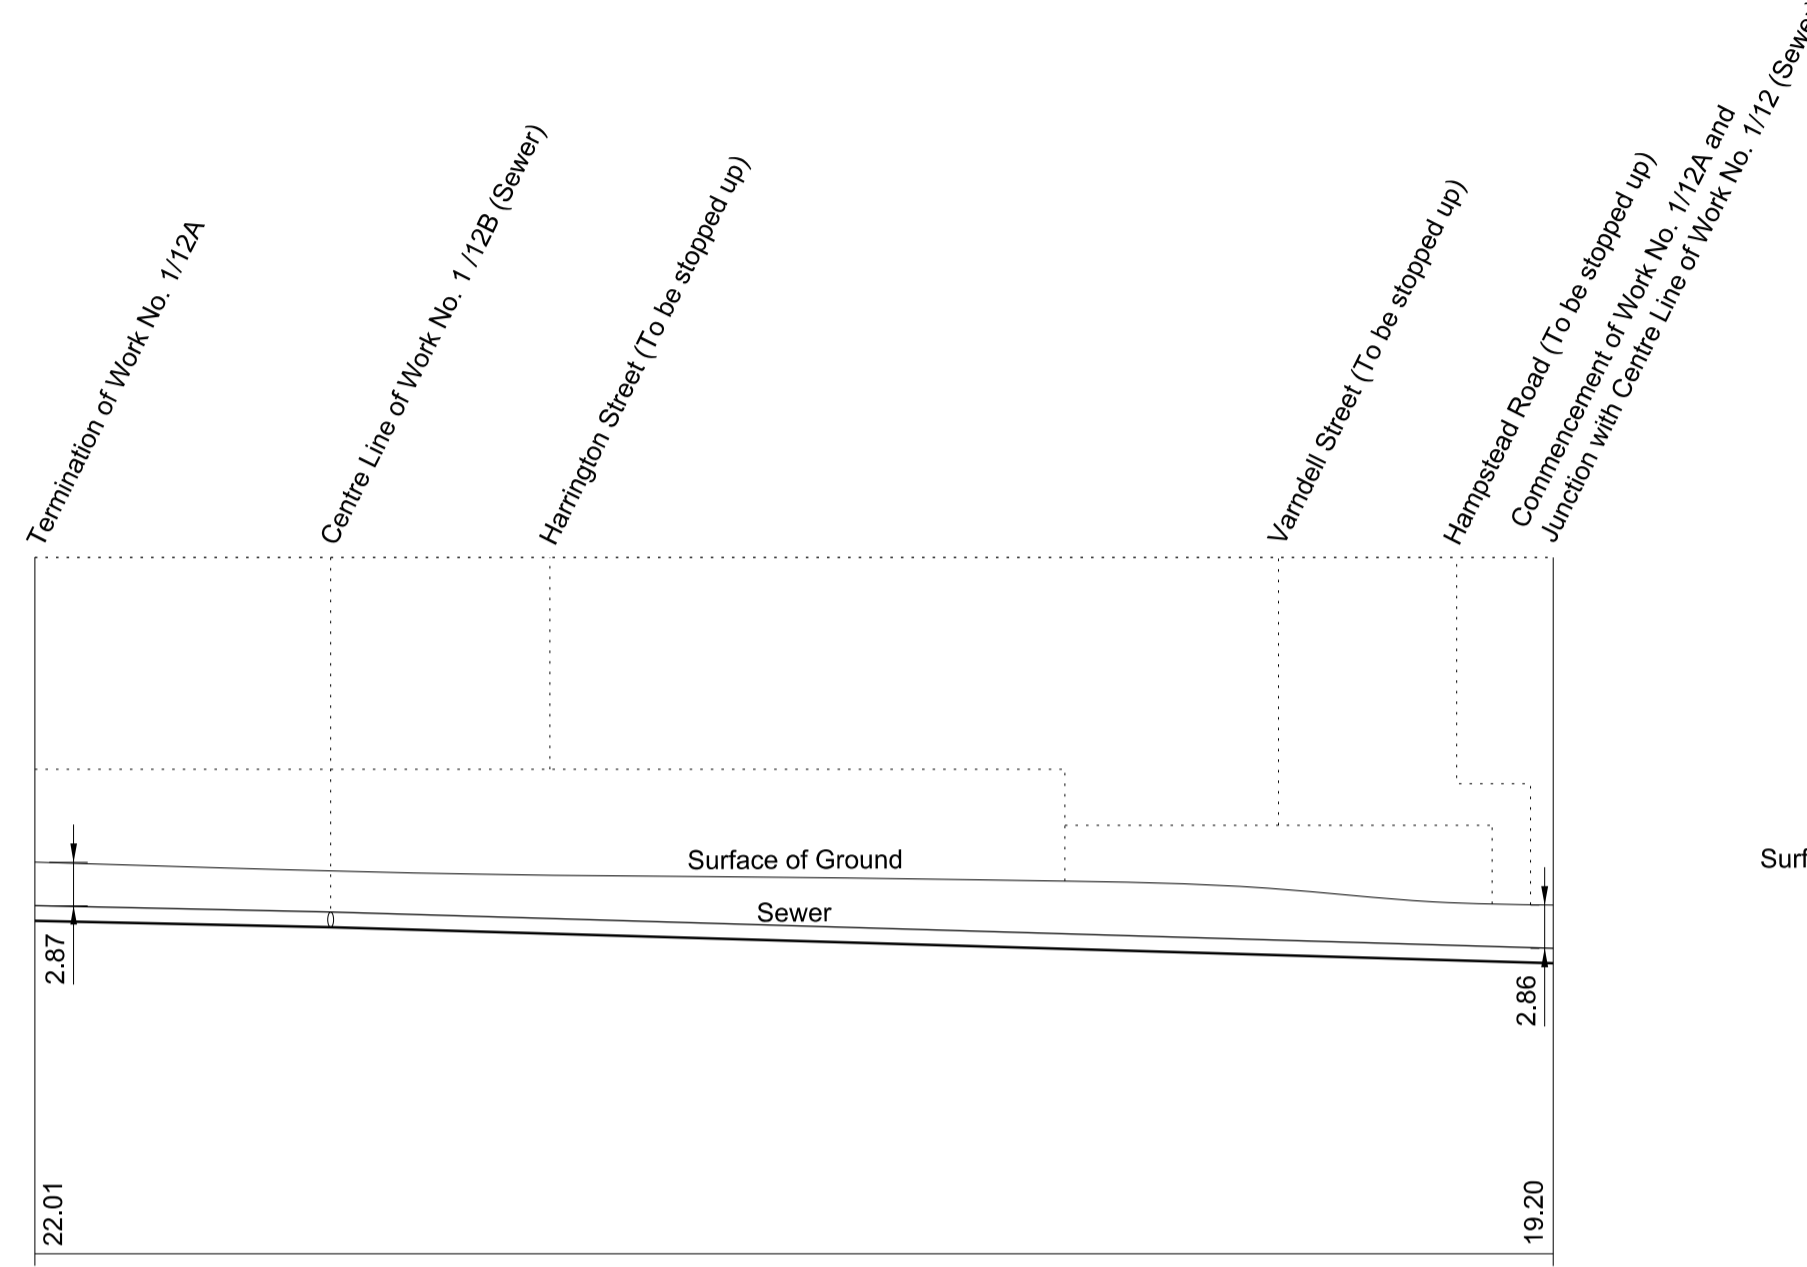 Termination of Work No. 1/12A
Centre Line of Work No. 1 /12B (Sewer)
Harrington Street (To be stopped up)
Varndell Street (To be stopped up)
Hampstead Road (To be stopped up)
Commencement of Work No. 1/12A and
Junction with Centre Line of Work No. 1/12 (Sewer
Surface of Ground
Surf
Sewer
2.87
2.86
22.01
19.20